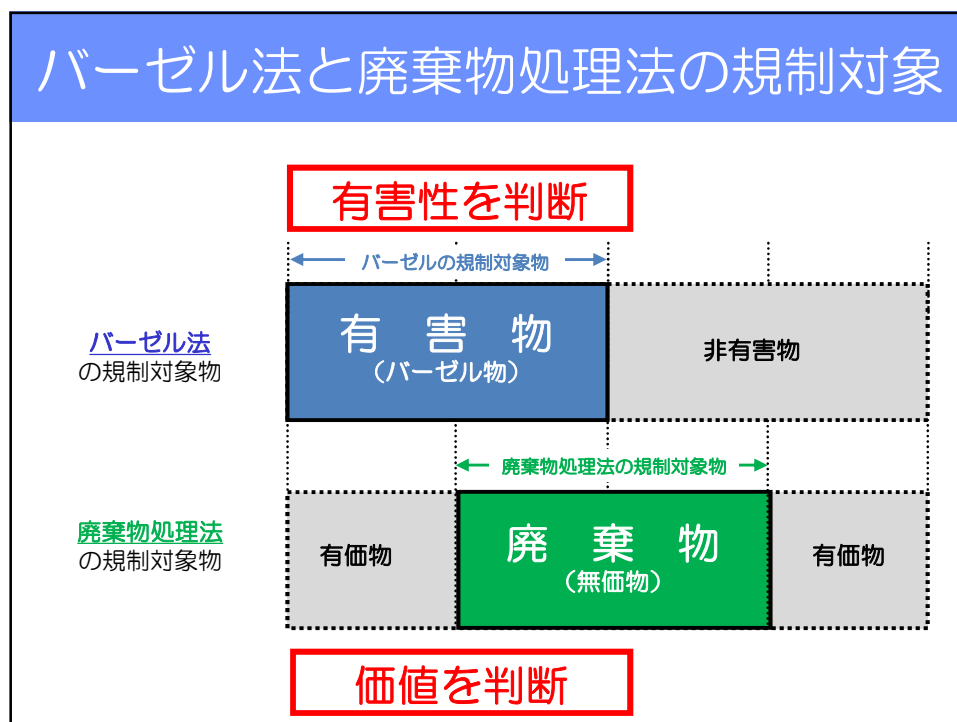 バーゼル法と廃棄物処理法の規制対象
有害性を判断
バーゼルの規制対象物
バーゼル法
の規制対象物
有 害 物
(バーゼル物)
非有害物
廃棄物処理法の規制対象物
廃棄物処理法
の規制対象物
有価物
廃 棄 物
(無価物)
有価物
価値を判断